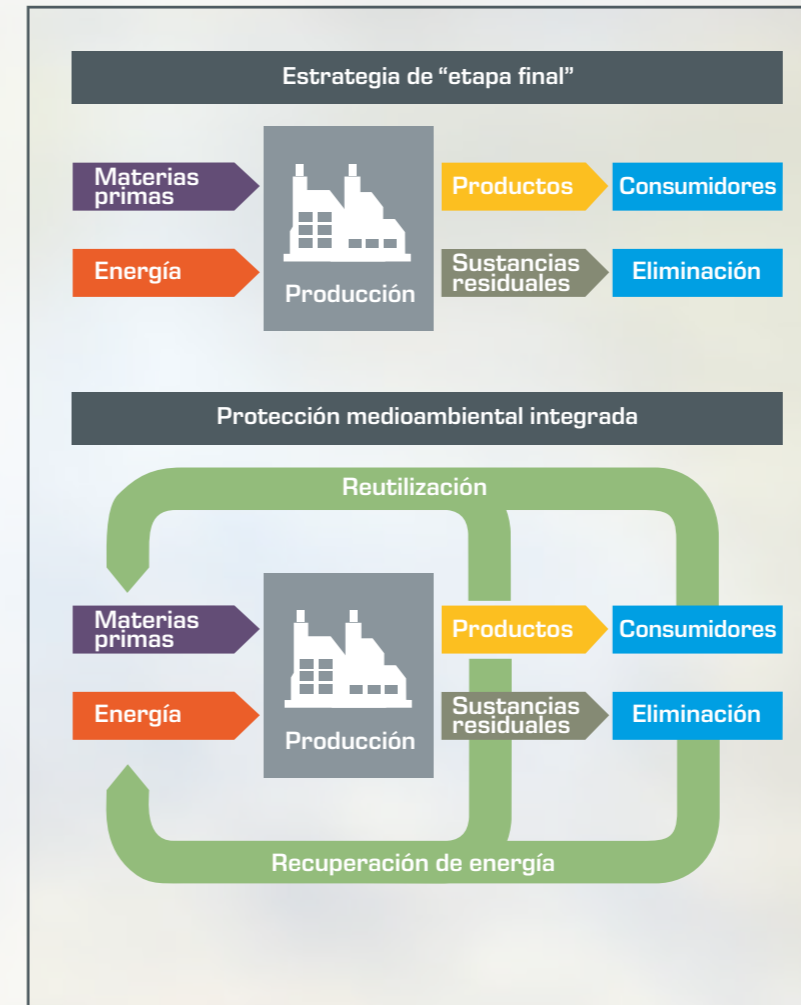 Estrategia de “etapa final”
Materias
primas
Productos
Consumidores
Energía
Sustancias
residuales
Eliminación
Producción
Protección medioambiental integrada
Reutilización
Materias
primas
Productos
Consumidores
Energía
Sustancias
residuales
Eliminación
Producción
Recuperación de energía